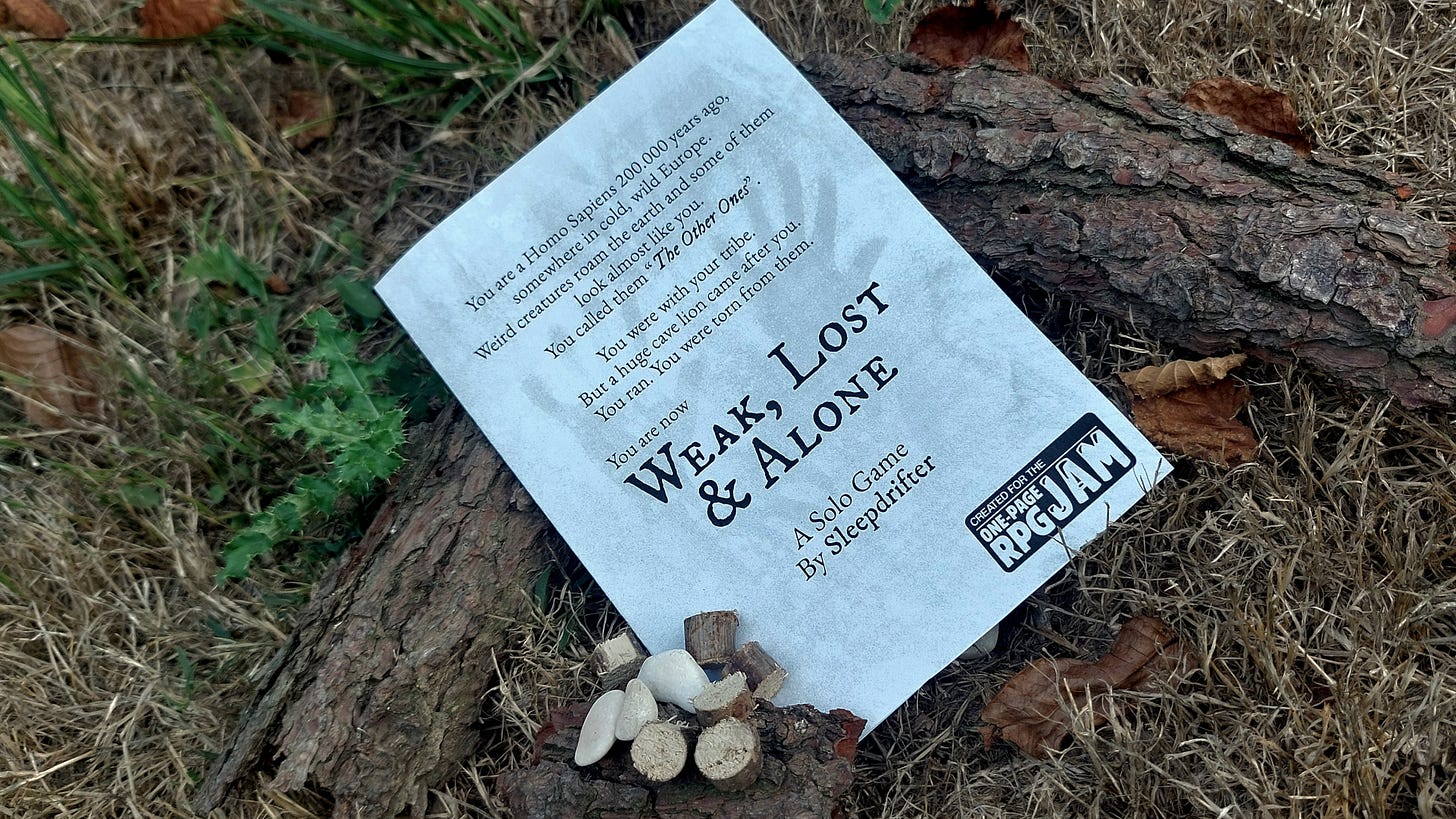 You are a Homo Sapiens 200.000 years ago,
somewhere in cold, wild Europe.
Weird creatures roam the earth and some of them
look almost like you.
You called them "The Other Ones".
You were with your tribe.
But a huge cave lion came after you.
You ran. You were torn from them.
You are now
WEAK, LOST
& ALONE
A Solo Game
By Sleepdrifter
CREATED FOR THE
ONE-PAGE
RPG JAM